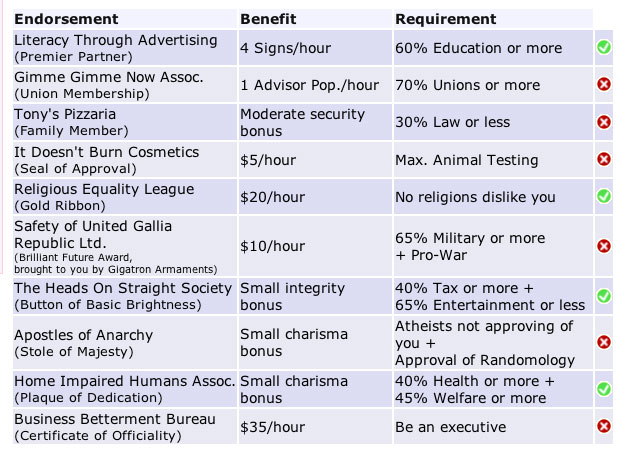 Endorsement Benefit Requirement
Literacy Through Advertising
(Premier Partner)
4 Signs/hour
60% Education or more
Gimme Gimme Now Assoc.
(Union Membership)
1 Advisor Pop./hour
70% Unions or more
Tony's Pizzaria
(Family Member)
Moderate security
bonus
30% Law or less
It Doesn't Burn Cosmetics
(Seal of Approval)
$5/hour
Max. Animal Testing
Religious Equality League
(Gold Ribbon)
$20/hour
No religions dislike you
Safety of United Gallia
Republic Ltd.
(Brilliant Future Award,
brought to you by Gigatron Armaments)
$10/hour
65% Military or more
+ Pro-War
The Heads On Straight Society
(Button of Basic Brightness)
Small integrity
bonus
40% Tax or more +
65% Entertainment or less
Apostles of Anarchy
(Stole of Majesty)
Small charisma
bonus
Atheists not approving of
you +
Approval of Randomology
Home Impaired Humans Assoc.
(Plaque of Dedication)
Small charisma
bonus
40% Health or more +
45% Welfare or more
Business Betterment Bureau
(Certificate of Officiality)
$35/hour
Be an executive